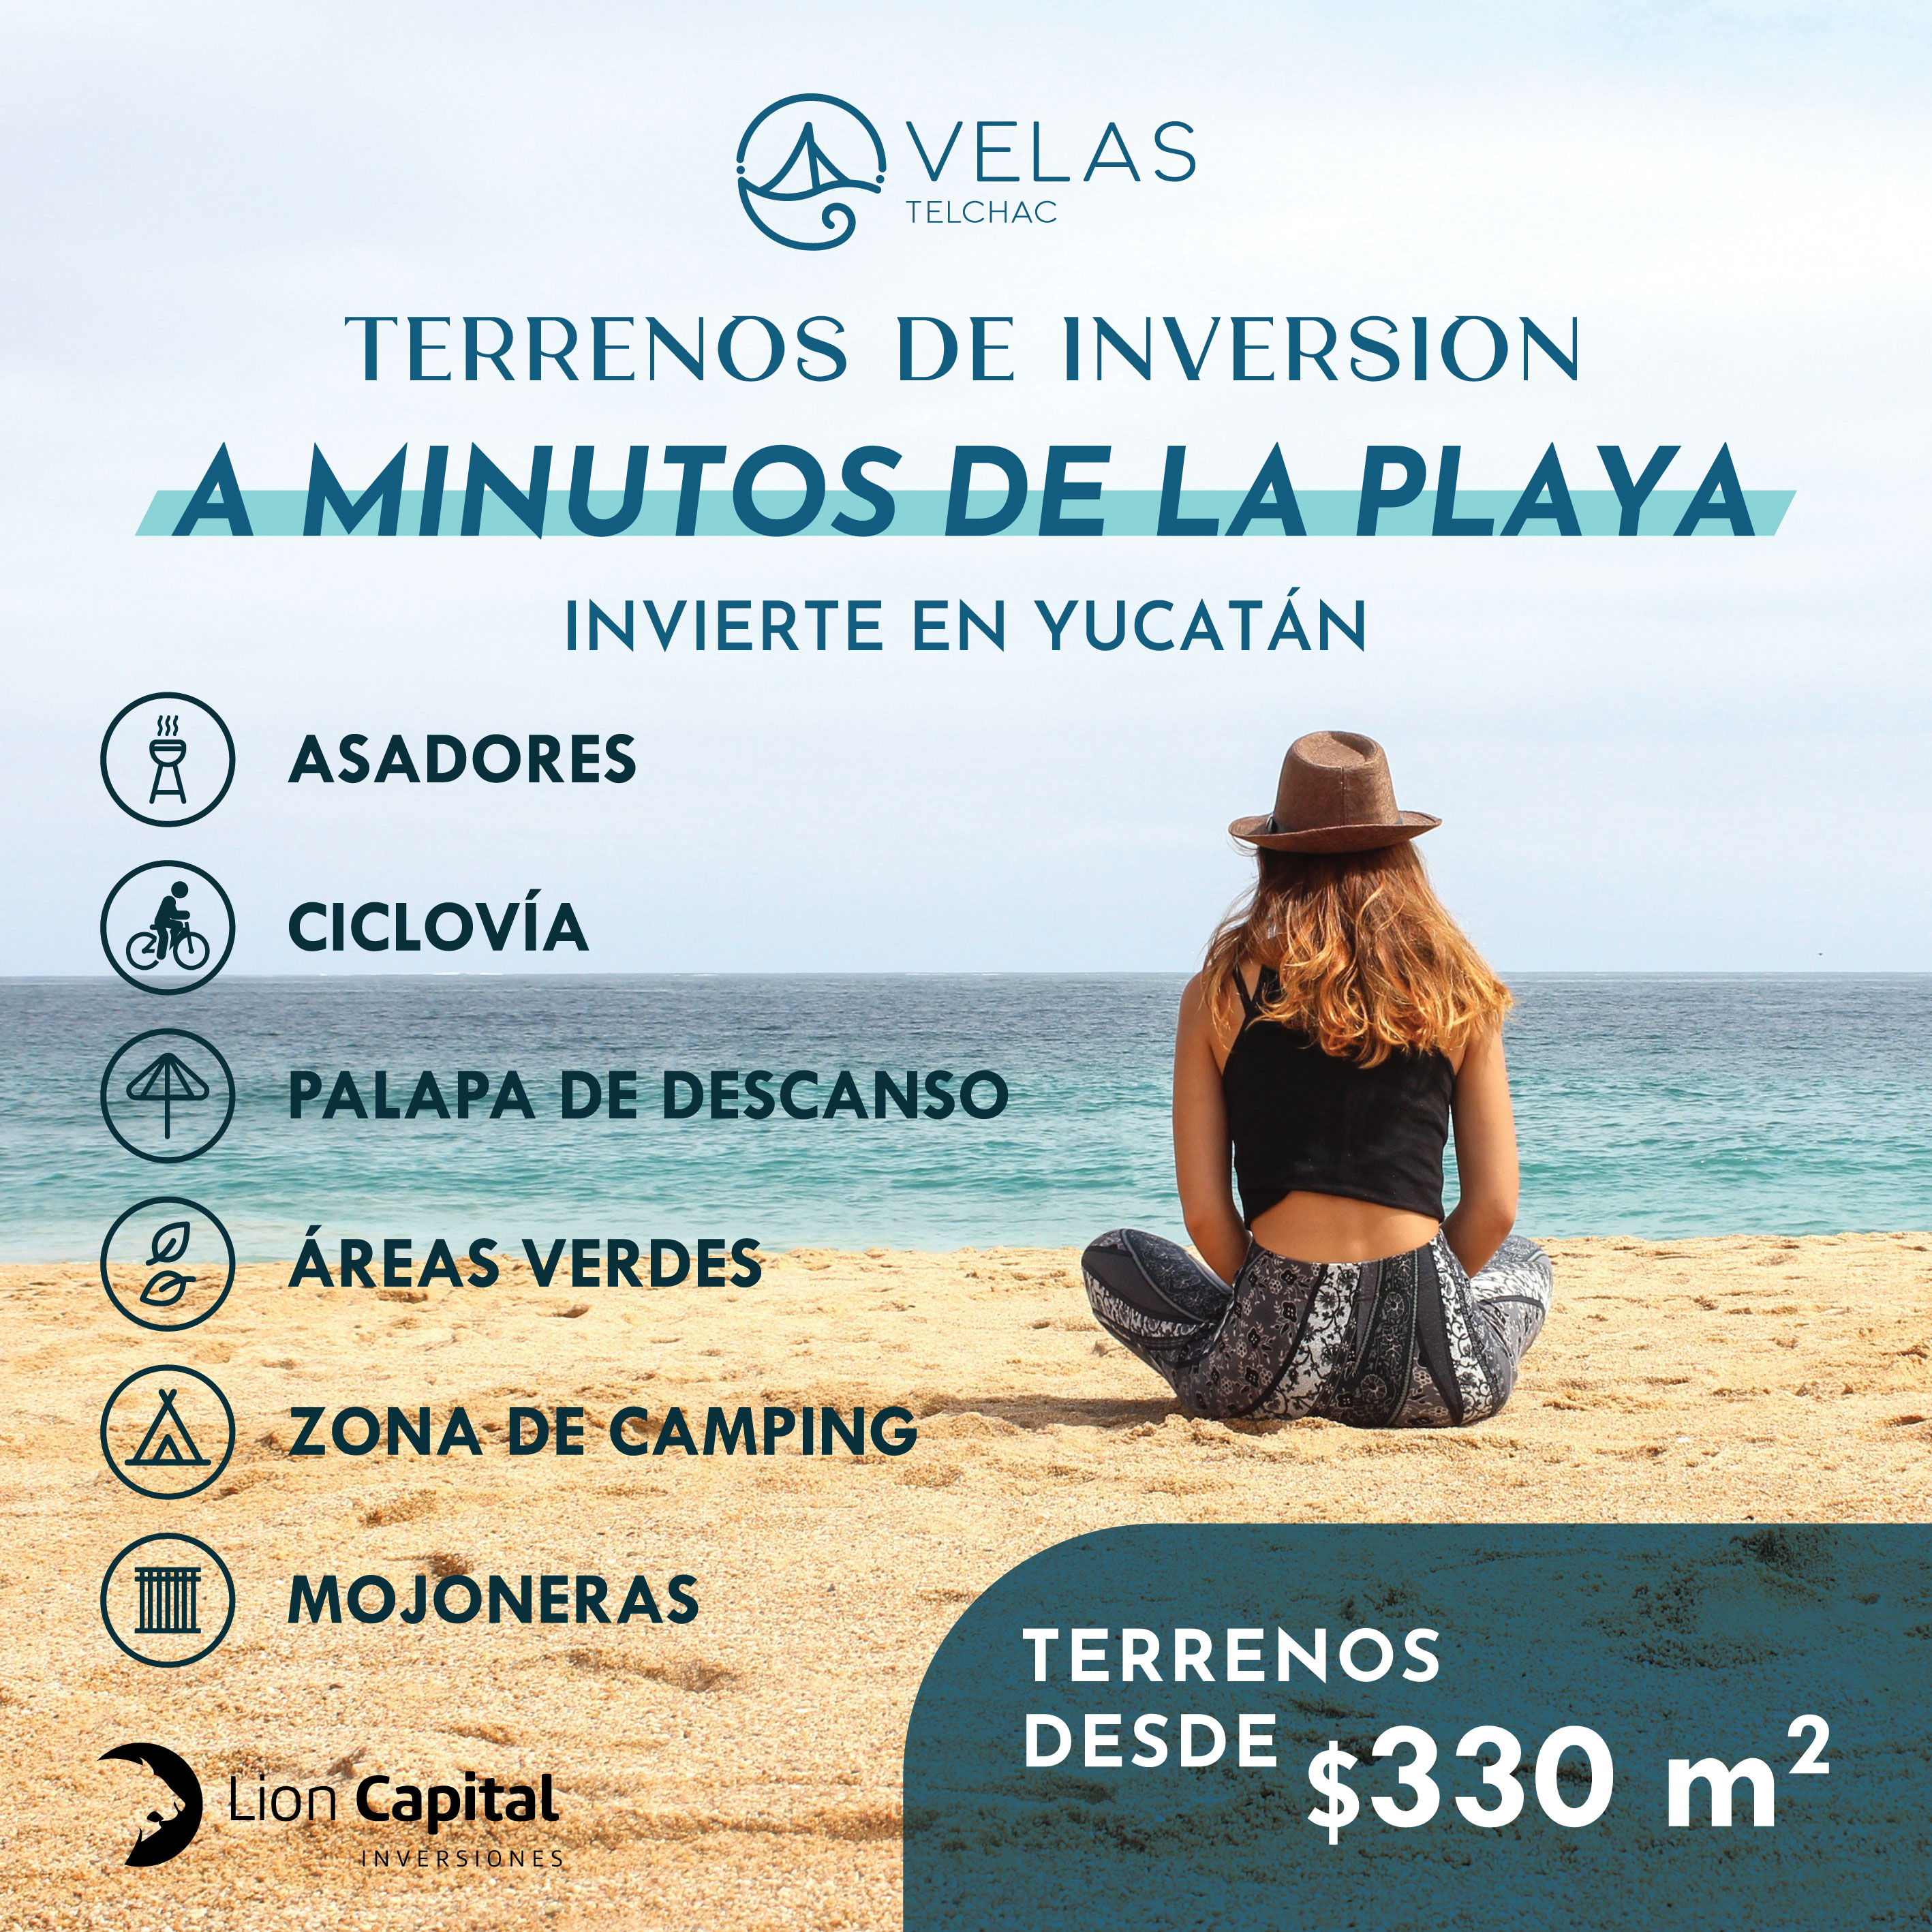 VELAS
TELCHAC
TERRENOS DE INVERSION
A MINUTOS DE LA PLAYA
INVIERTE EN YUCATÁN
ASADORES
CICLOVÍA
PALAPA DE DESCANSO
ÁREAS VERDES
ZONA DE CAMPING
MOJONERAS
Lion Capital
INVERSIONES
TERRENOS
DESDE $330 m²